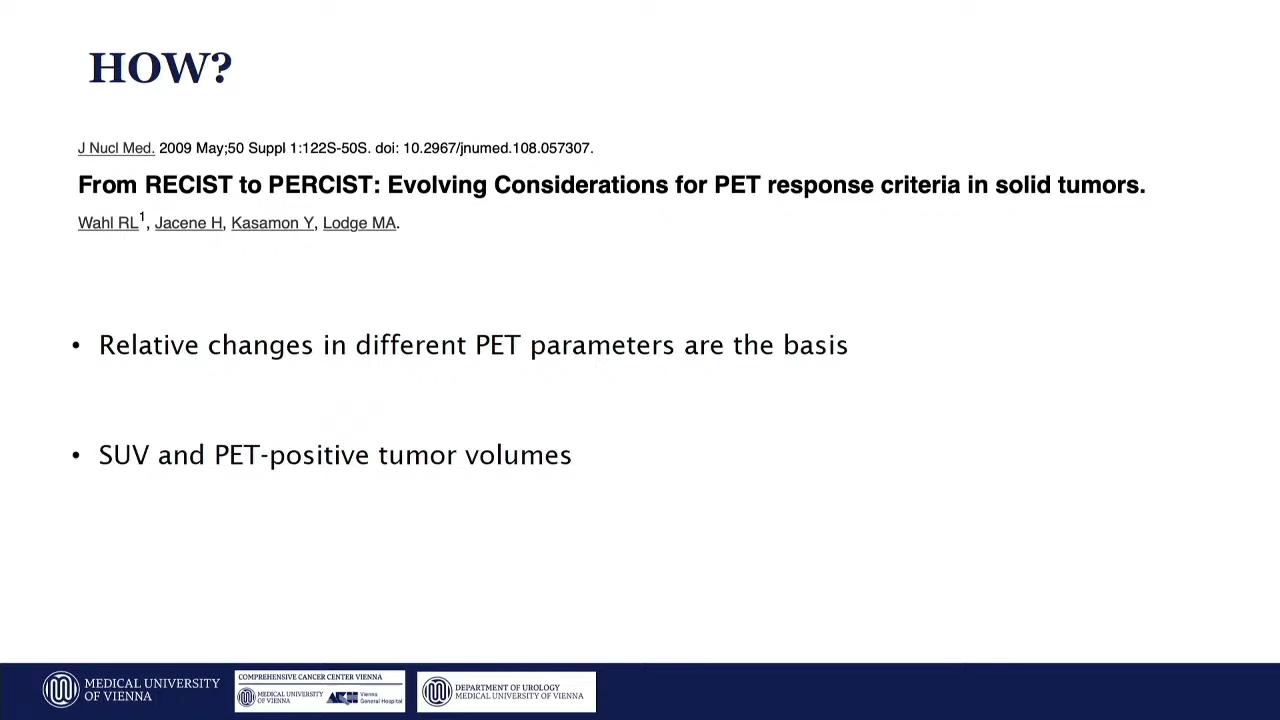 HOW?
J Nucl Med. 2009 May;50 Suppl 1:122S-50S. doi: 10.2967/jnumed.108.057307.
From RECIST to PERCIST: Evolving Considerations for PET response criteria in solid tumors.
Wahl RL1, Jacene H, Kasamon Y, Lodge MA.
• Relative changes in different PET parameters are the basis
• SUV and PET-positive tumor volumes
MEDICAL UNIVERSITY
OF VIENNA
COMPREHENSIVE CANCER CENTER VIENNA
MEDICAL UNIVERSITY
OF VIENNA
AKH
Vienna
General Hospital
DEPARTMENT OF UROLOGY
MEDICAL UNIVERSITY OF VIENNA